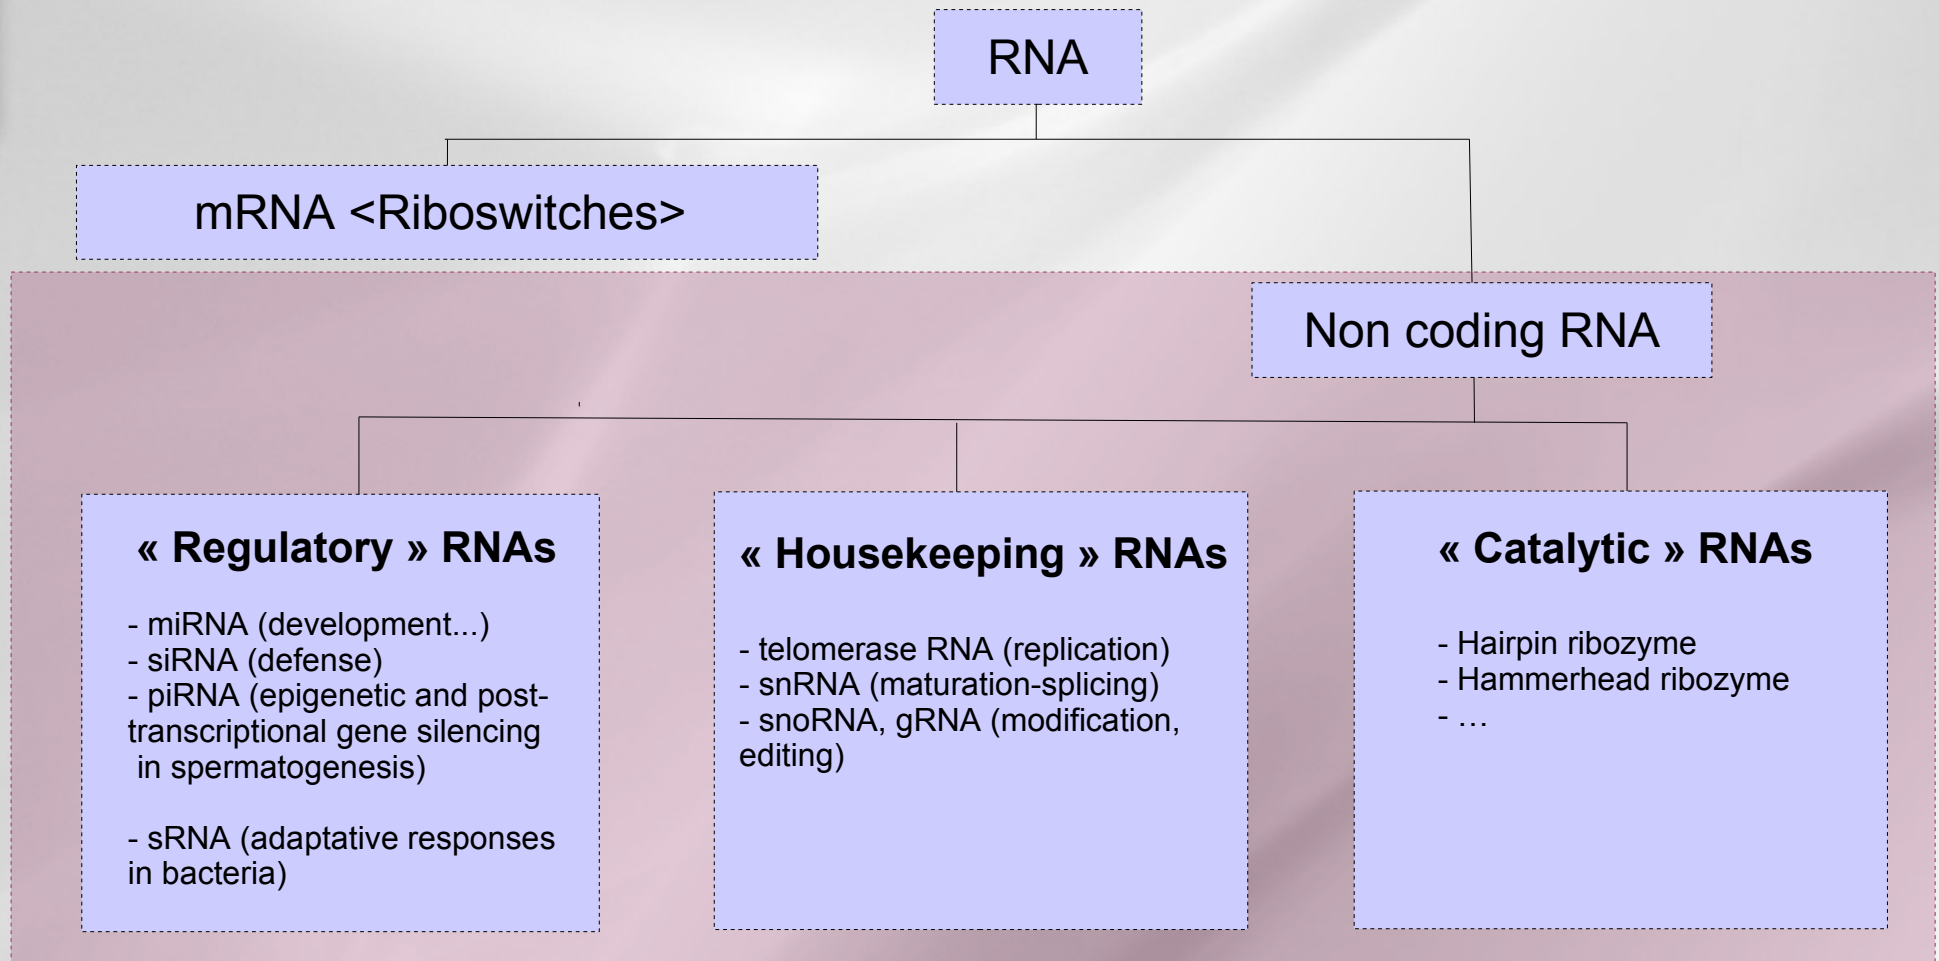 RNA
mRNA <Riboswitches>
Non coding RNA
« Regulatory » RNAs
- miRNA (development...)
- siRNA (defense)
- piRNA (epigenetic and post-
transcriptional gene silencing
in spermatogenesis)
- sRNA (adaptative responses
in bacteria)
« Housekeeping » RNAs
- telomerase RNA (replication)
- snRNA (maturation-splicing)
- snoRNA, gRNA (modification,
editing)
« Catalytic » RNAs
- Hairpin ribozyme
- Hammerhead ribozyme
- …